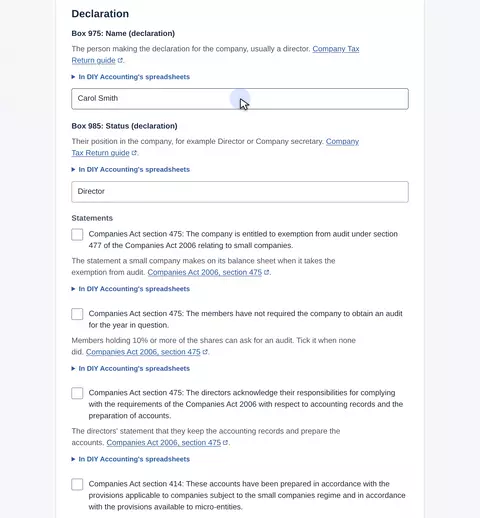 Declaration
Box 975: Name (declaration)
The person making the declaration for the company, usually a director. Company Tax
Return guide.
In DIY Accounting's spreadsheets
Carol Smith
Box 985: Status (declaration)
Their position in the company, for example Director or Company secretary. Company
Tax Return guide.
In DIY Accounting's spreadsheets
Director
Statements
Companies Act section 475: The company is entitled to exemption from audit under section
477 of the Companies Act 2006 relating to small companies.
The statement a small company makes on its balance sheet when it takes the
exemption from audit. Companies Act 2006, section 475.
In DIY Accounting's spreadsheets
Companies Act section 475: The members have not required the company to obtain an audit
for the year in question.
Members holding 10% or more of the shares can ask for an audit. Tick it when none
did. Companies Act 2006, section 475.
In DIY Accounting's spreadsheets
Companies Act section 475: The directors acknowledge their responsibilities for complying
with the requirements of the Companies Act 2006 with respect to accounting records and the
preparation of accounts.
The directors' statement that they keep the accounting records and prepare the
accounts. Companies Act 2006, section 475.
In DIY Accounting's spreadsheets
Companies Act section 414: These accounts have been prepared in accordance with the
provisions applicable to companies subject to the small companies regime and in accordance
with the provisions available to micro-entities.